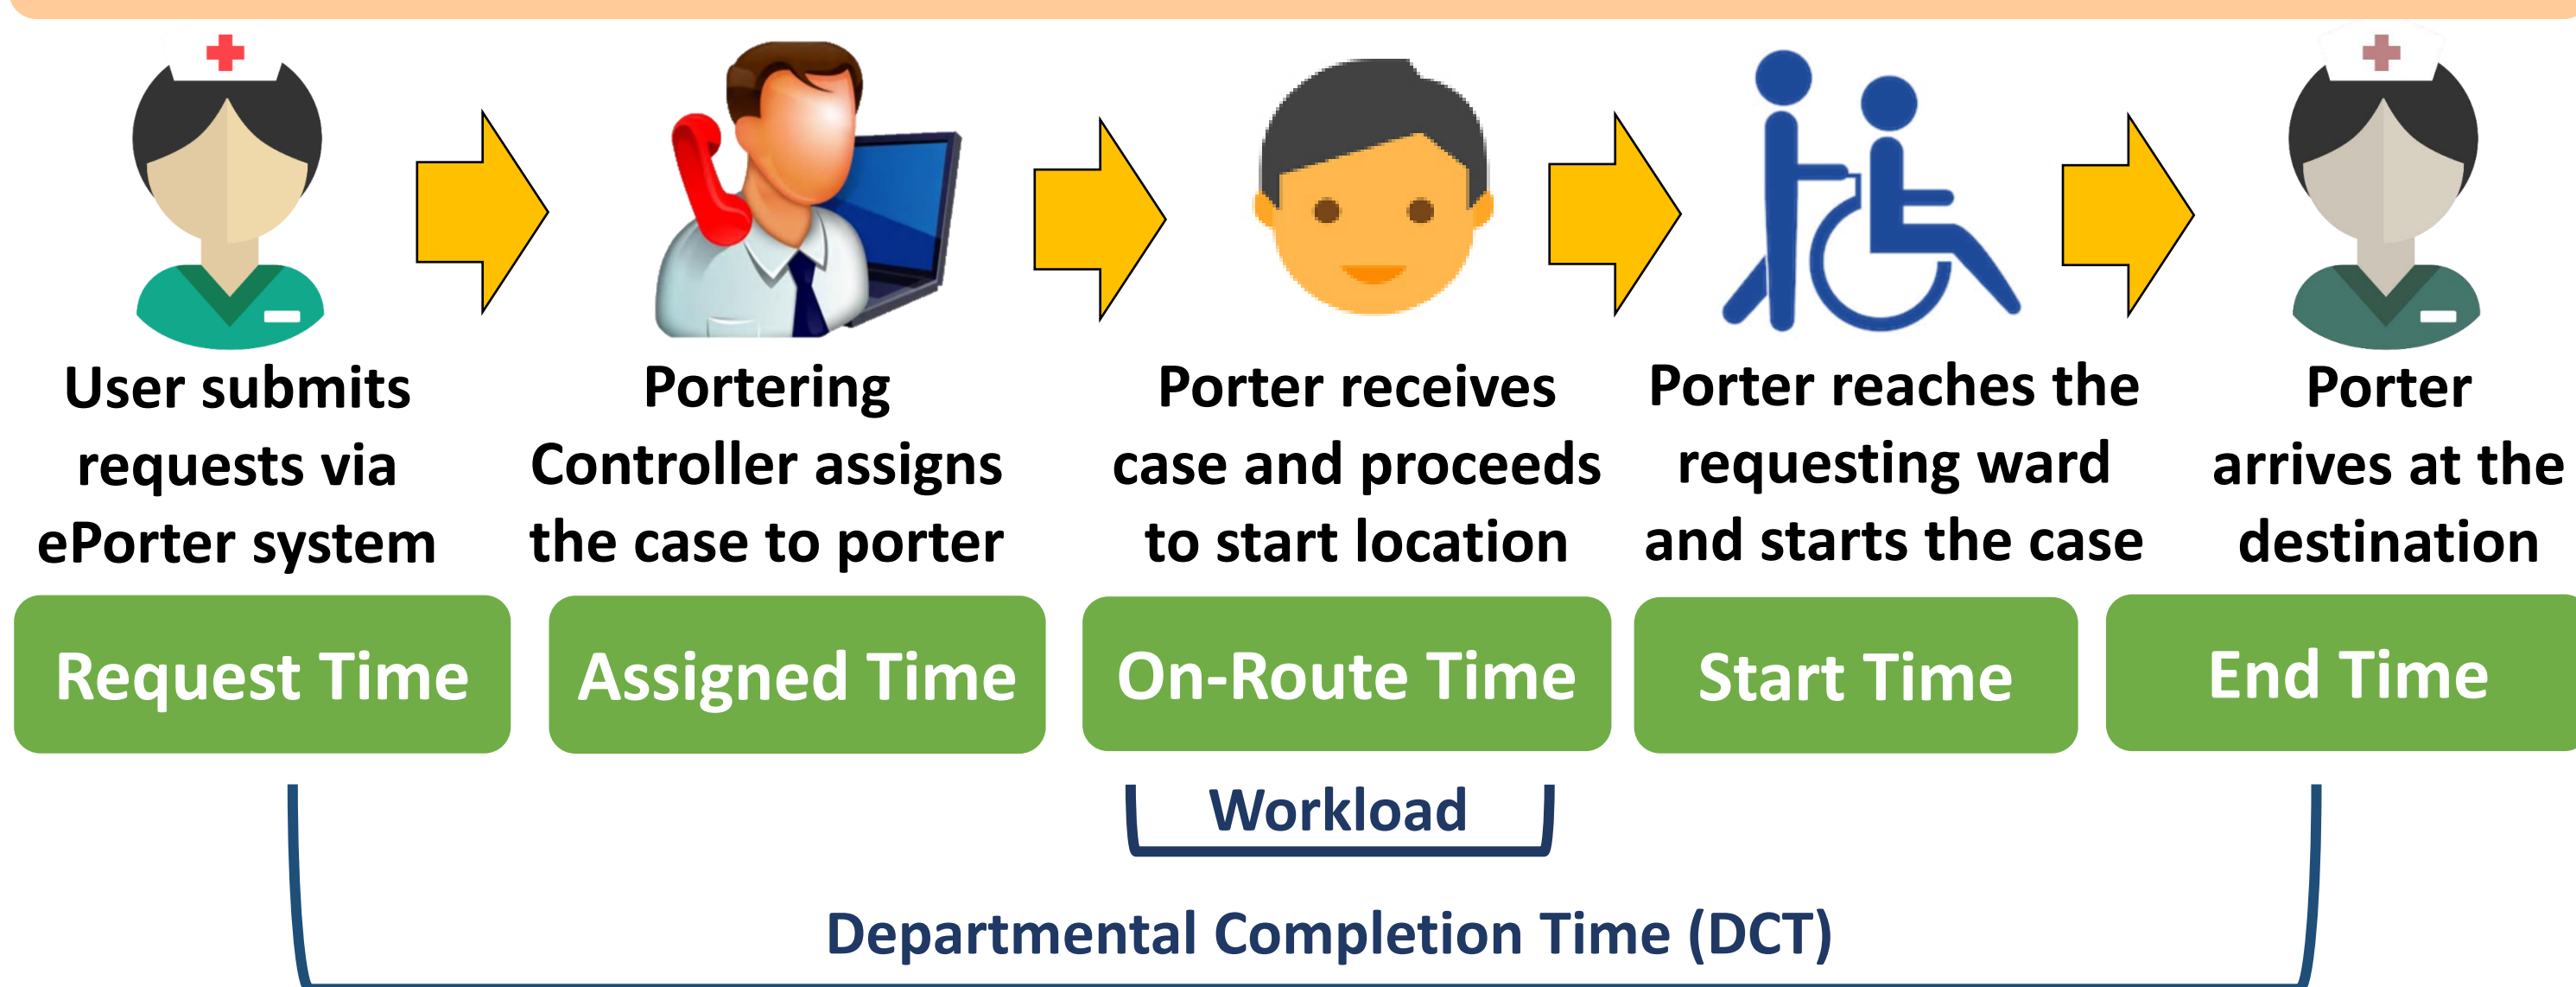 User submits
requests via
ePorter system
Portering
Controller assigns
the case to porter
Porter receives
case and proceeds
to start location
Porter reaches the
requesting ward
and starts the case
Porter
arrives at the
destination
Request Time
Assigned Time
On-Route Time
Start Time
End Time
Workload
Departmental Completion Time (DCT)